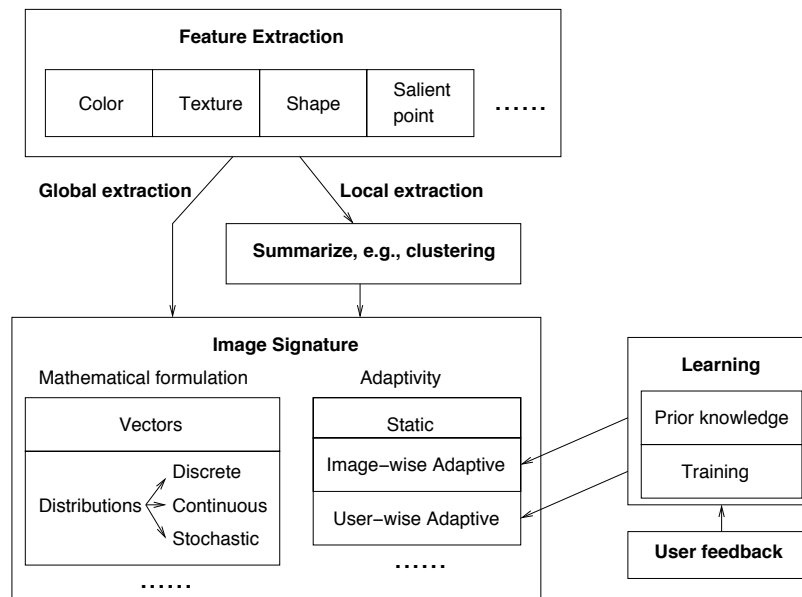 Feature Extraction
Color
Texture
Shape
Salient
point
......
Global extraction
Local extraction
Summarize, e.g., clustering
Image Signature
Mathematical formulation
Adaptivity
Vectors
Distributions
Discrete
Continuous
Stochastic
......
Static
Image-wise Adaptive
User-wise Adaptive
......
Learning
Prior knowledge
Training
User feedback